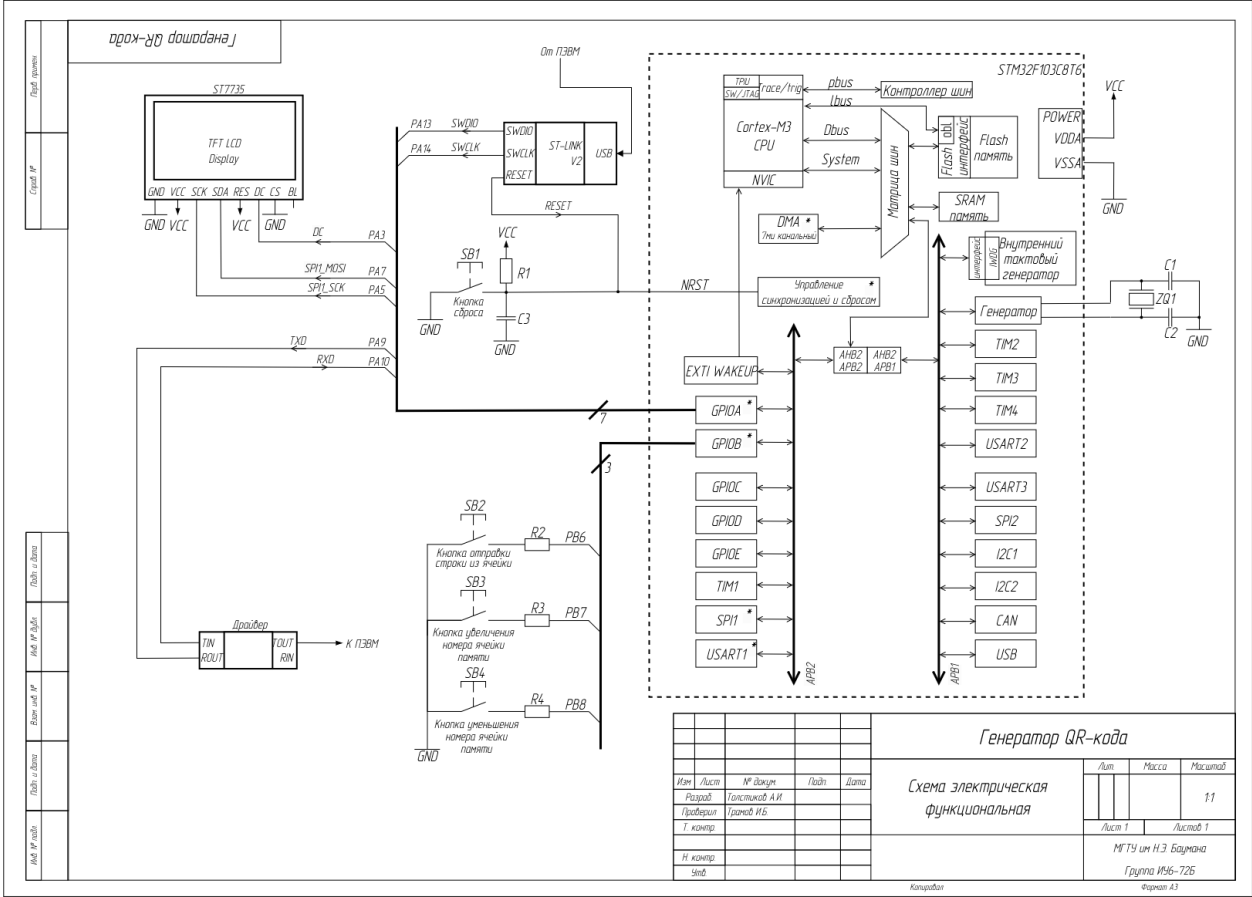 Генератор QR-кода
Перв. примен.
Справ. №
Подп. и дата
Инв. № дубл.
Взам. инв. №
Подп. и дата
Инв. № подл.
ST7735
TFT LCD
Display
GND VCC SCK SDA RES DC CS BL
GND VCC VCC GND
DC
PA3
SPI1_MOSI
PA7
SPI1_SCK
PA5
TXD
PA9
RXD
PA10
От ПЭВМ
PA13
SWDIO
PA14
SWCLK
SWDIO
SWCLK
RESET
ST-LINK
V2
USB
RESET
VCC
SB1
R1
Кнопка
сброса
GND
C3
GND
NRST
7
3
SB2
R2
PB6
Кнопка отправки
строки из ячейки
SB3
R3
PB7
Кнопка увеличения
номера ячейки
памяти
SB4
R4
PB8
Кнопка уменьшения
номера ячейки
памяти
GND
Драйвер
TIN
ROUT
TOUT
RIN
К ПЭВМ
STM32F103C8T6
TPIU
SW/JTAG
Trace/trig
pbus
Контроллер шин
Ibus
Cortex-M3
CPU
Dbus
System
NVIC
Матрица шин
Flash
obl
интерфейс
Flash
память
SRAM
память
DMA *
7ми канальный
интерфейс
IWDG
Внутренний
тактовый
генератор
Управление *
синхронизацией и сбросом
Генератор
AHB2
APB2
AHB2
APB1
EXTI WAKEUP
GPIOA *
GPIOB *
GPIOC
GPIOD
GPIOE
TIM1
SPI1 *
USART1 *
APB2
TIM2
TIM3
TIM4
USART2
USART3
SPI2
I2C1
I2C2
CAN
USB
APB1
POWER
VDDA
VSSA
VCC
GND
C1
ZQ1
C2
GND
Генератор QR-кода
Схема электрическая
функциональная
Изм Лист № докум. Подп. Дата
Разраб. Толстиков А.И.
Проверил Трамов И.Б.
Т. контр.
Н. контр.
Утв.
Лит. Масса Масштаб
1:1
Лист 1 Листов 1
МГТУ им Н.Э. Баумана
Группа ИУ6-72Б
Копировал Формат А3